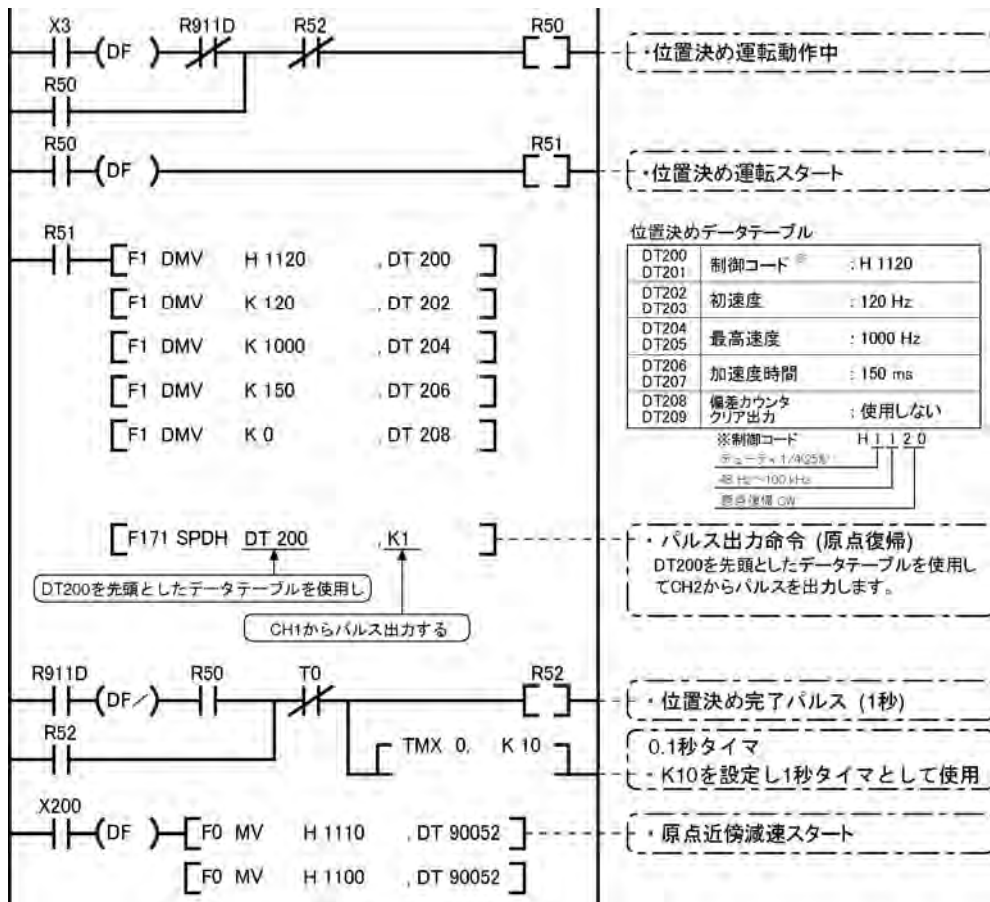 X3 R911D R52 R50
(DF )
R50
・位置決め運転動作中
R50 R51
(DF )
・位置決め運転スタート
R51
F1 DMV H 1120 , DT 200
F1 DMV K 120 , DT 202
F1 DMV K 1000 , DT 204
F1 DMV K 150 , DT 206
F1 DMV K 0 , DT 208
位置決めデータテーブル
DT200 DT201 制御コード ※ : H 1120
DT202 DT203 初速度 : 120 Hz
DT204 DT205 最高速度 : 1000 Hz
DT206 DT207 加速度時間 : 150 ms
DT208 DT209 偏差カウンタ クリア出力 : 使用しない
※制御コード H 1 1 2 0
デューティ 1/4(25%)
48 Hz～100 kHz
原点復帰 CW
F171 SPDH DT 200 , K1
DT200を先頭としたデータテーブルを使用し
CH1からパルス出力する
・パルス出力命令 (原点復帰)
DT200を先頭としたデータテーブルを使用し
てCH2からパルスを出力します。
R911D R50 T0 R52
(DF/ )
R52
TMX 0, K 10
・位置決め完了パルス (1秒)
0.1秒タイマ
・K10を設定し1秒タイマとして使用
X200
(DF )
F0 MV H 1110 , DT 90052
・原点近傍減速スタート
F0 MV H 1100 , DT 90052